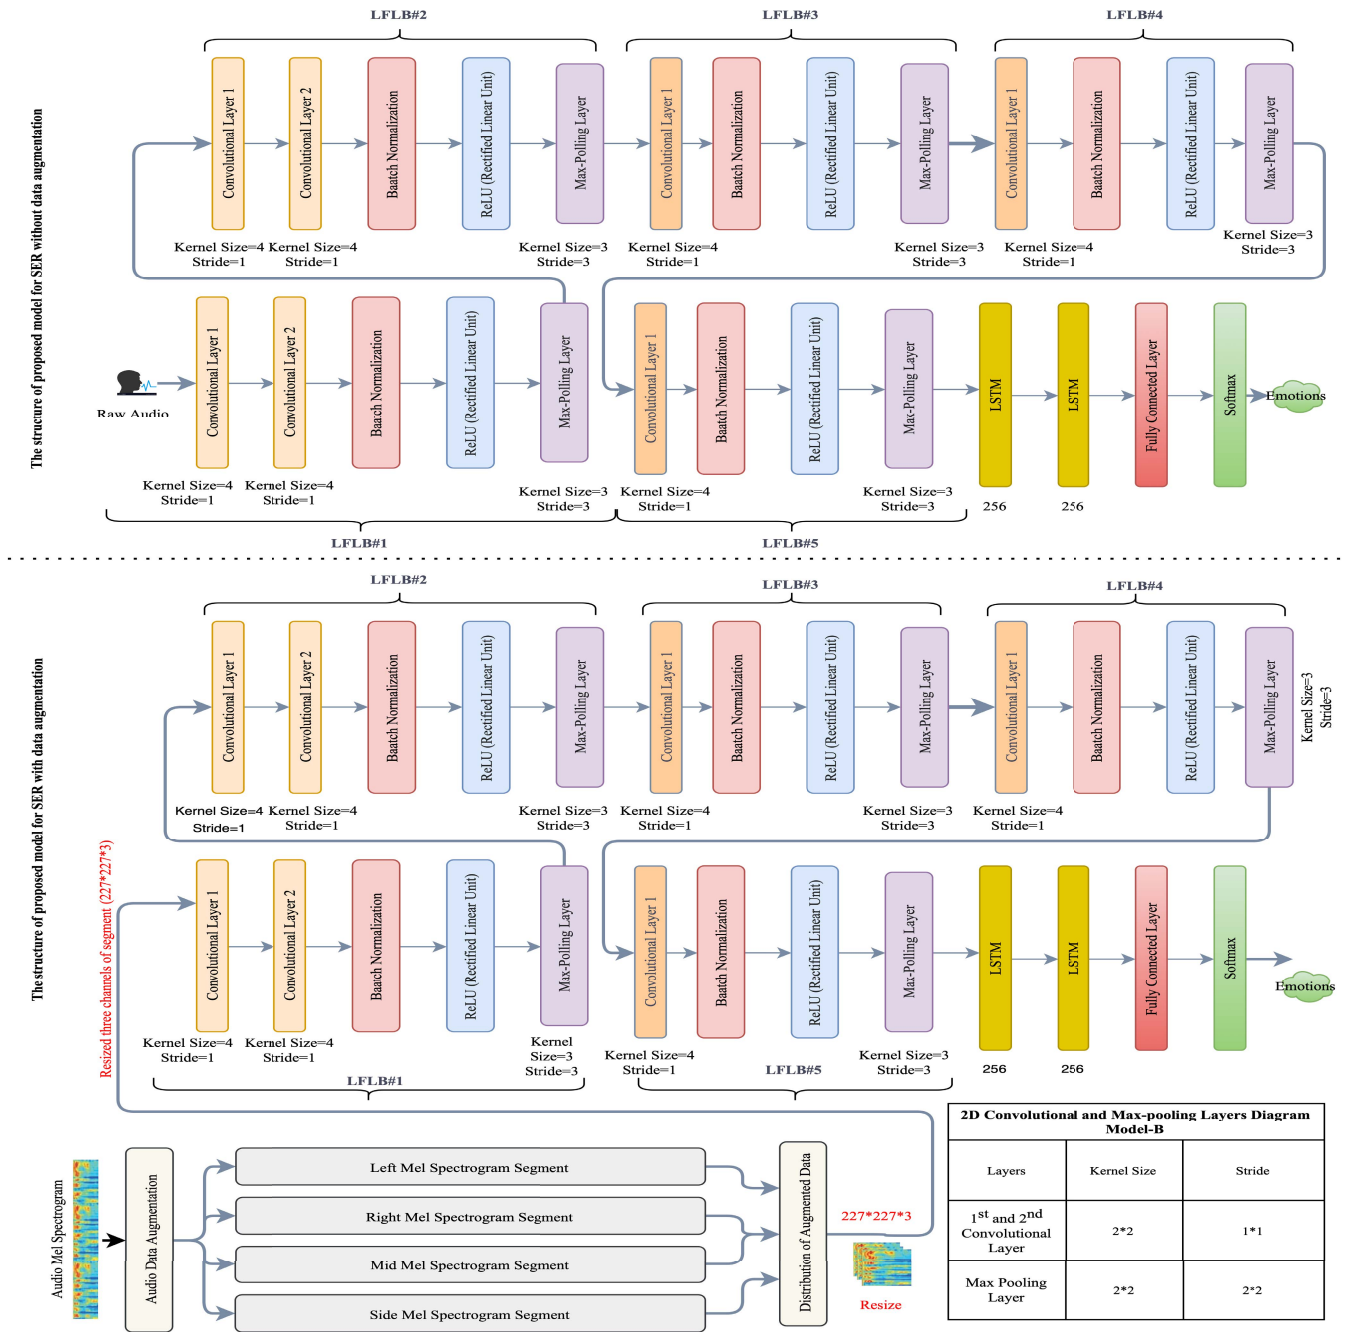 The strucure of proposed model for SER without data augmentation
LFLB#2
LFLB#3
LFLB#4
Convolutional Layer 1
Convolutional Layer 2
Baatch Normalization
ReLU (Rectified Linear Unit)
Max-Polling Layer
Convolutional Layer 1
Baatch Normalization
ReLU (Rectified Linear Unit)
Max-Polling Layer
Convolutional Layer 1
Baatch Normalization
ReLU (Rectified Linear Unit)
Max-Polling Layer
Kernel Size=4
Stride=1
Kernel Size=4
Stride=1
Kernel Size=3
Stride=3
Kernel Size=4
Stride=1
Kernel Size=3
Stride=3
Kernel Size=4
Stride=1
Kernel Size=3
Stride=3
Raw Audio
Convolutional Layer 1
Convolutional Layer 2
Baatch Normalization
ReLU (Rectified Linear Unit)
Max-Polling Layer
Convolutional Layer 1
Baatch Normalization
ReLU (Rectified Linear Unit)
Max-Polling Layer
LSTM
LSTM
Fully Connected Layer
Softmax
Emotions
Kernel Size=4
Stride=1
Kernel Size=4
Stride=1
Kernel Size=3
Stride=3
Kernel Size=4
Stride=1
Kernel Size=3
Stride=3
256
256
LFLB#1
LFLB#5
The structure of proposed model for SER with data augmentation
LFLB#2
LFLB#3
LFLB#4
Convolutional Layer 1
Convolutional Layer 2
Baatch Normalization
ReLU (Rectified Linear Unit)
Max-Polling Layer
Convolutional Layer 1
Baatch Normalization
ReLU (Rectified Linear Unit)
Max-Polling Layer
Convolutional Layer 1
Baatch Normalization
ReLU (Rectified Linear Unit)
Max-Polling Layer
Kernel Size=3
Stride=3
Kernel Size=4
Stride=1
Kernel Size=4
Stride=1
Kernel Size=3
Stride=3
Kernel Size=4
Stride=1
Kernel Size=3
Stride=3
Kernel Size=4
Stride=1
Resized three channels of segment (227*227*3)
Convolutional Layer 1
Convolutional Layer 2
Baatch Normalization
ReLU (Rectified Linear Unit)
Max-Polling Layer
Convolutional Layer 1
Baatch Normalization
ReLU (Rectified Linear Unit)
Max-Polling Layer
LSTM
LSTM
Fully Connected Layer
Softmax
Emotions
Kernel Size=4
Stride=1
Kernel Size=4
Stride=1
Kernel
Size=3
Stride=3
Kernel Size=4
Stride=1
Kernel Size=3
Stride=3
256
256
LFLB#1
LFLB#5
Audio Mel Spectrogram
Audio Data Augmentation
Left Mel Spectrogram Segment
Right Mel Spectrogram Segment
Mid Mel Spectrogram Segment
Side Mel Spectrogram Segment
Distribution of Augmented Data
227*227*3
Resize
2D Convolutional and Max-pooling Layers Diagram
Model-B
Layers
Kernel Size
Stride
1st and 2nd
Convolutional
Layer
2*2
1*1
Max Pooling
Layer
2*2
2*2